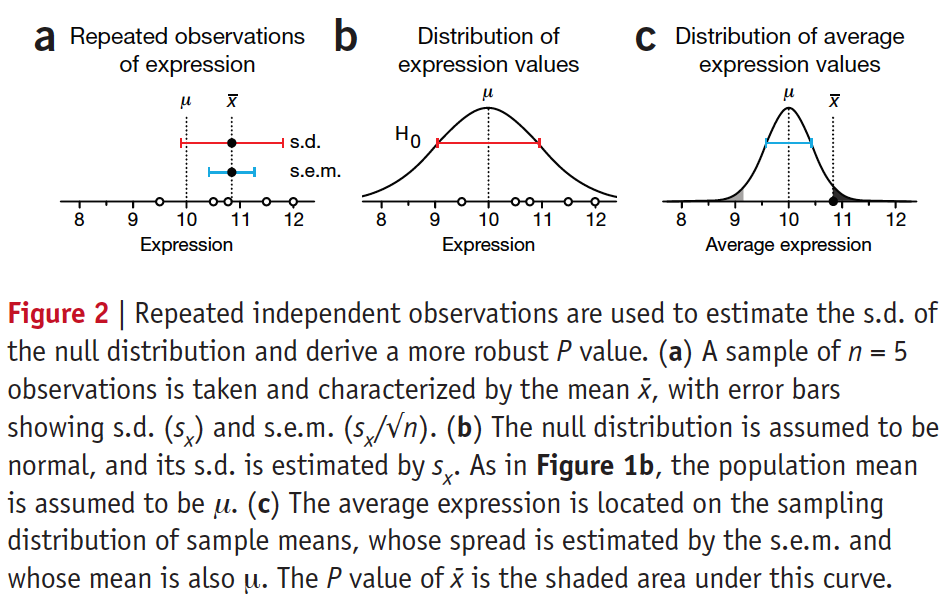 a Repeated observations
of expression
μ x̄
s.d.
s.e.m.
8 9 10 11 12
Expression
b Distribution of
expression values
μ
H0
8 9 10 11 12
Expression
c Distribution of average
expression values
μ x̄
8 9 10 11 12
Average expression
Figure 2 | Repeated independent observations are used to estimate the s.d. of
the null distribution and derive a more robust P value. (a) A sample of n = 5
observations is taken and characterized by the mean x̄, with error bars
showing s.d. (sx) and s.e.m. (sx/√n). (b) The null distribution is assumed to be
normal, and its s.d. is estimated by sx. As in Figure 1b, the population mean
is assumed to be μ. (c) The average expression is located on the sampling
distribution of sample means, whose spread is estimated by the s.e.m. and
whose mean is also μ. The P value of x̄ is the shaded area under this curve.